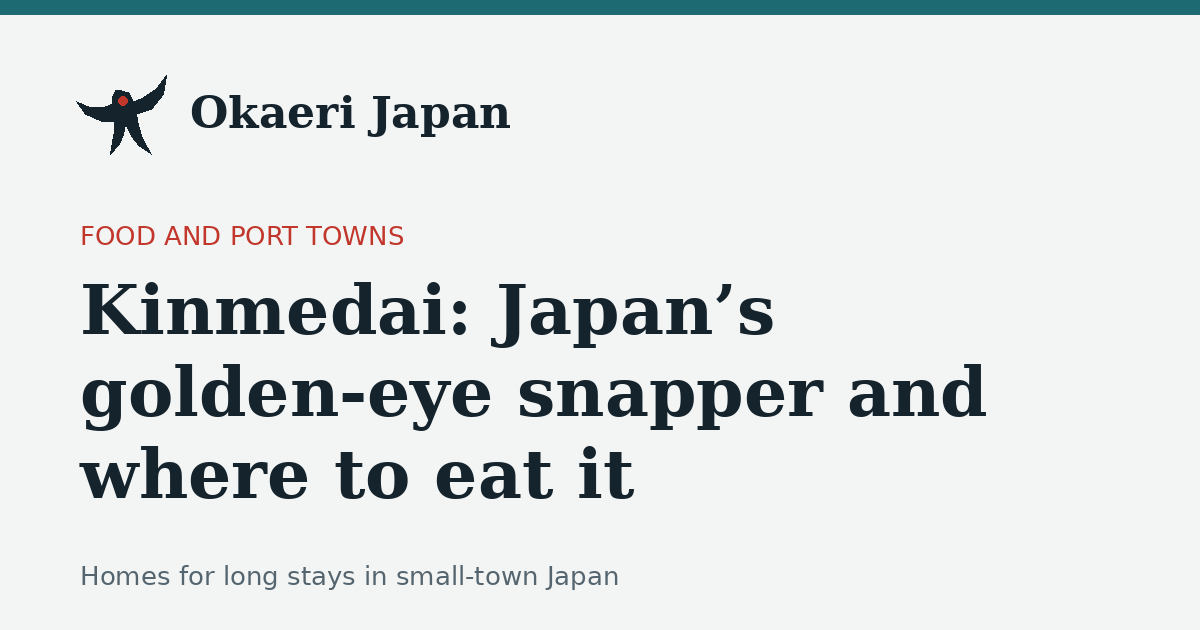 Okaeri Japan
FOOD AND PORT TOWNS
Kinmedai: Japan’s
golden-eye snapper and
where to eat it
Homes for long stays in small-town Japan